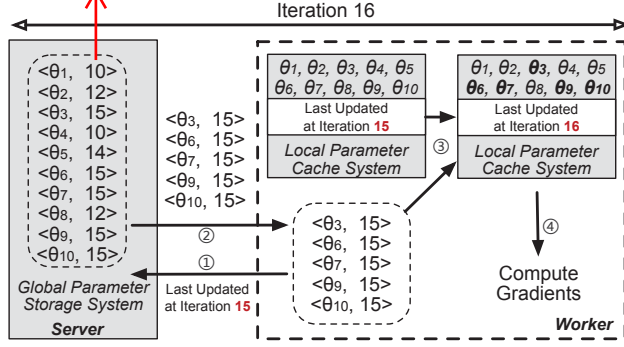 Iteration 16
<θ1, 10>
<θ2, 12>
<θ3, 15>
<θ4, 10>
<θ5, 14>
<θ6, 15>
<θ7, 15>
<θ8, 12>
<θ9, 15>
<θ10, 15>
Global Parameter
Storage System
Server
<θ3, 15>
<θ6, 15>
<θ7, 15>
<θ9, 15>
<θ10, 15>
②
①
Last Updated
at Iteration 15
θ1, θ2, θ3, θ4, θ5
θ6, θ7, θ8, θ9, θ10
Last Updated
at Iteration 15
Local Parameter
Cache System
③
θ1, θ2, θ3, θ4, θ5
θ6, θ7, θ8, θ9, θ10
Last Updated
at Iteration 16
Local Parameter
Cache System
<θ3, 15>
<θ6, 15>
<θ7, 15>
<θ9, 15>
<θ10, 15>
④
Compute
Gradients
Worker